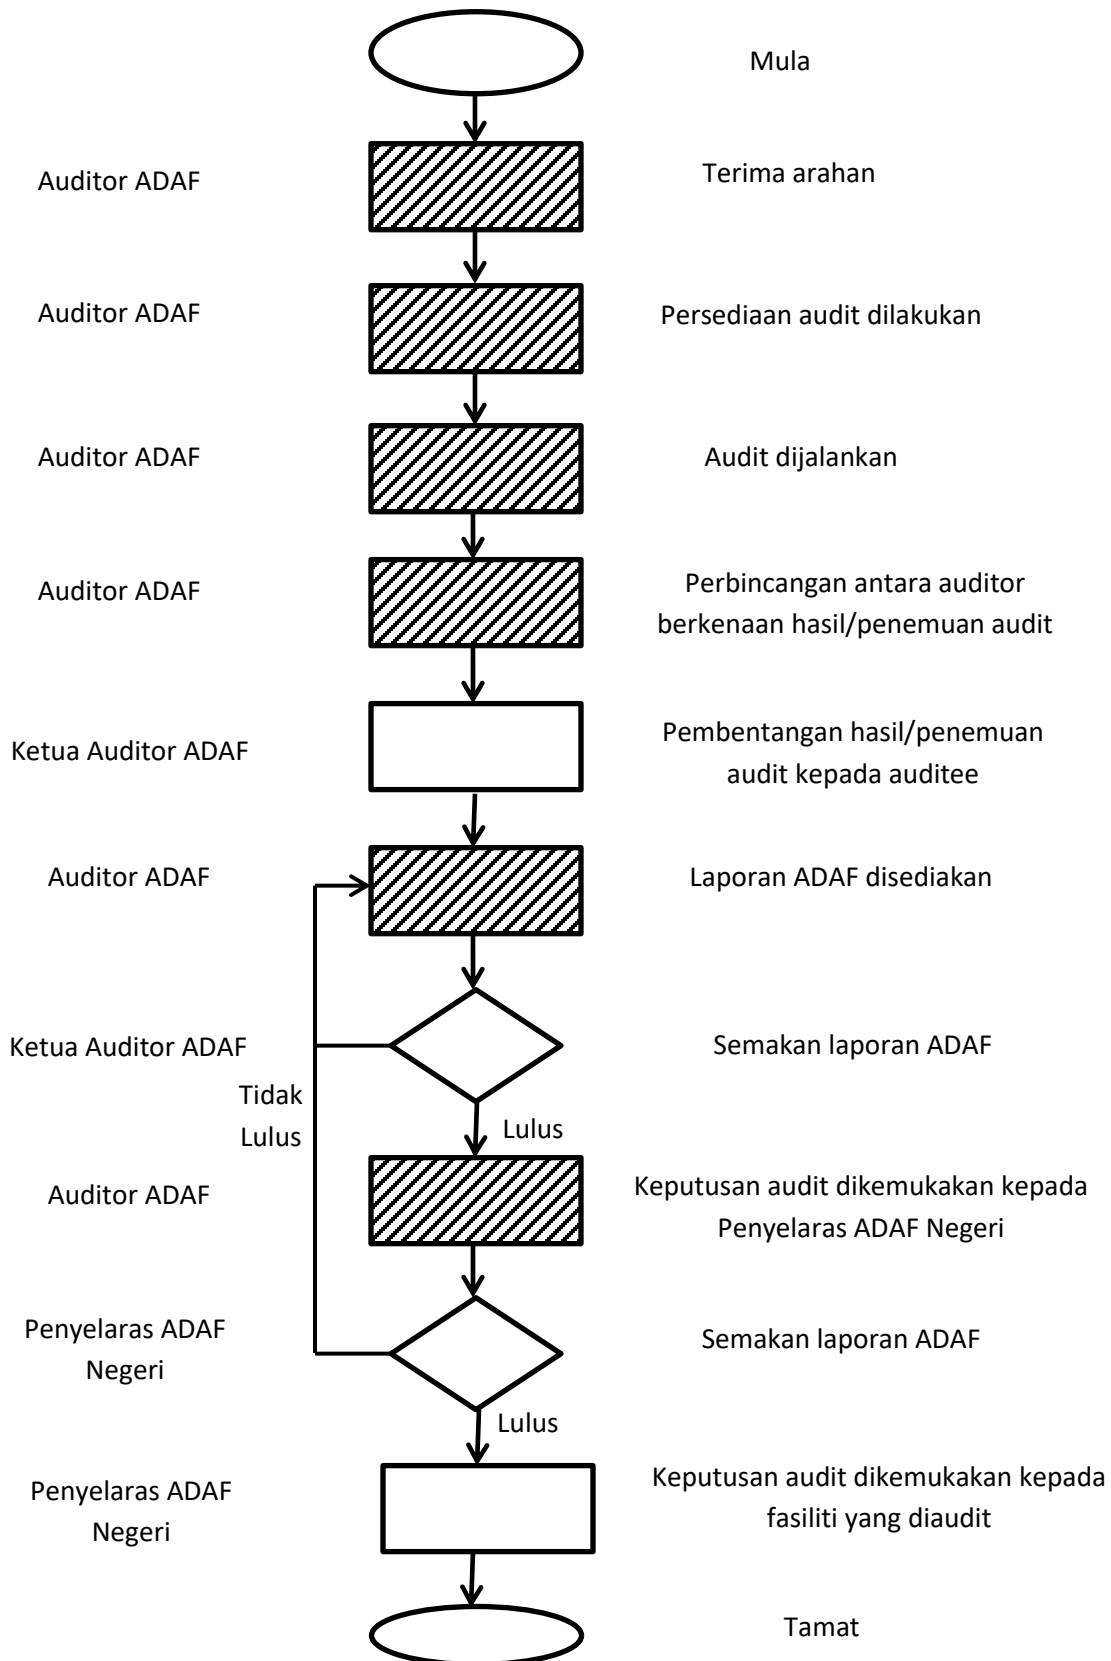 Mula
Auditor ADAF
Terima arahan
Auditor ADAF
Persediaan audit dilakukan
Auditor ADAF
Audit dijalankan
Auditor ADAF
Perbincangan antara auditor
berkenaan hasil/penemuan audit
Ketua Auditor ADAF
Pembentangan hasil/penemuan
audit kepada auditee
Auditor ADAF
Laporan ADAF disediakan
Ketua Auditor ADAF
Semakan laporan ADAF
Tidak
Lulus
Lulus
Auditor ADAF
Keputusan audit dikemukakan kepada
Penyelaras ADAF Negeri
Penyelaras ADAF
Negeri
Semakan laporan ADAF
Lulus
Penyelaras ADAF
Negeri
Keputusan audit dikemukakan kepada
fasiliti yang diaudit
Tamat